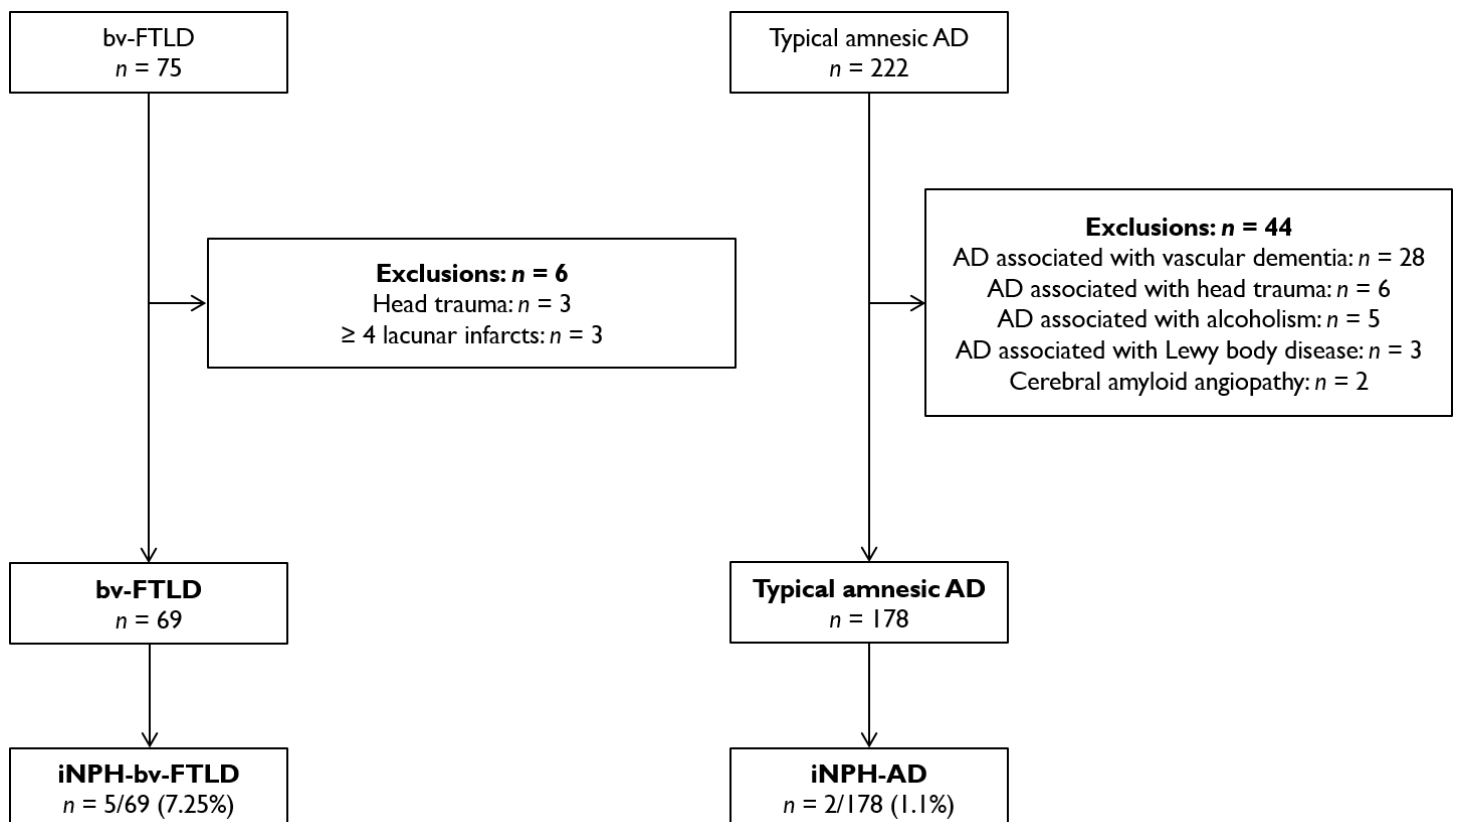 bv-FTLD
n = 75
Typical amnesic AD
n = 222
Exclusions: n = 6
Head trauma: n = 3
≥ 4 lacunar infarcts: n = 3
Exclusions: n = 44
AD associated with vascular dementia: n = 28
AD associated with head trauma: n = 6
AD associated with alcoholism: n = 5
AD associated with Lewy body disease: n = 3
Cerebral amyloid angiopathy: n = 2
bv-FTLD
n = 69
Typical amnesic AD
n = 178
iNPH-bv-FTLD
n = 5/69 (7.25%)
iNPH-AD
n = 2/178 (1.1%)